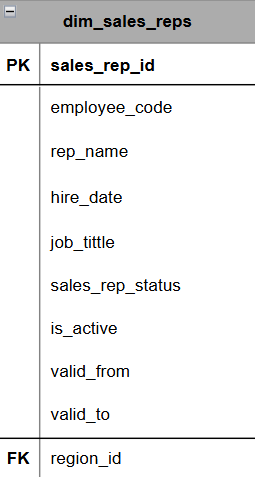 dim_sales_reps
PK sales_rep_id
employee_code
rep_name
hire_date
job_tittle
sales_rep_status
is_active
valid_from
valid_to
FK region_id